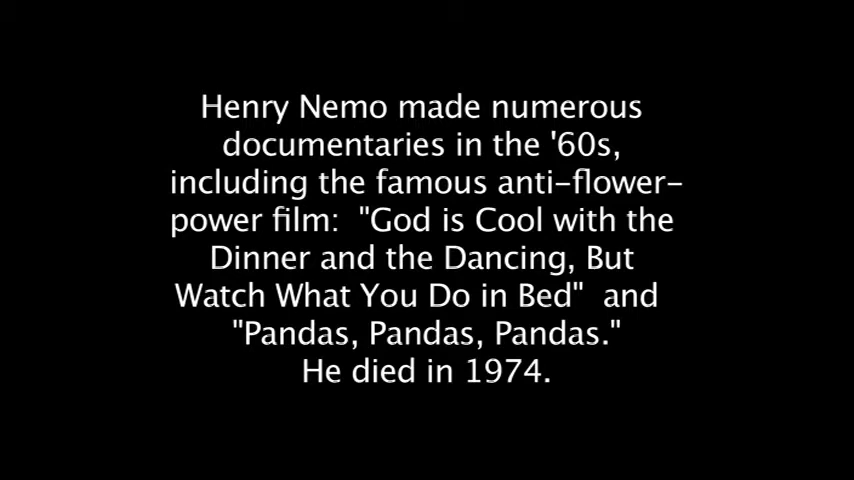 Henry Nemo made numerous
documentaries in the '60s,
including the famous anti-flower-
power film:  "God is Cool with the
Dinner and the Dancing, But
Watch What You Do in Bed"  and
"Pandas, Pandas, Pandas."
He died in 1974.